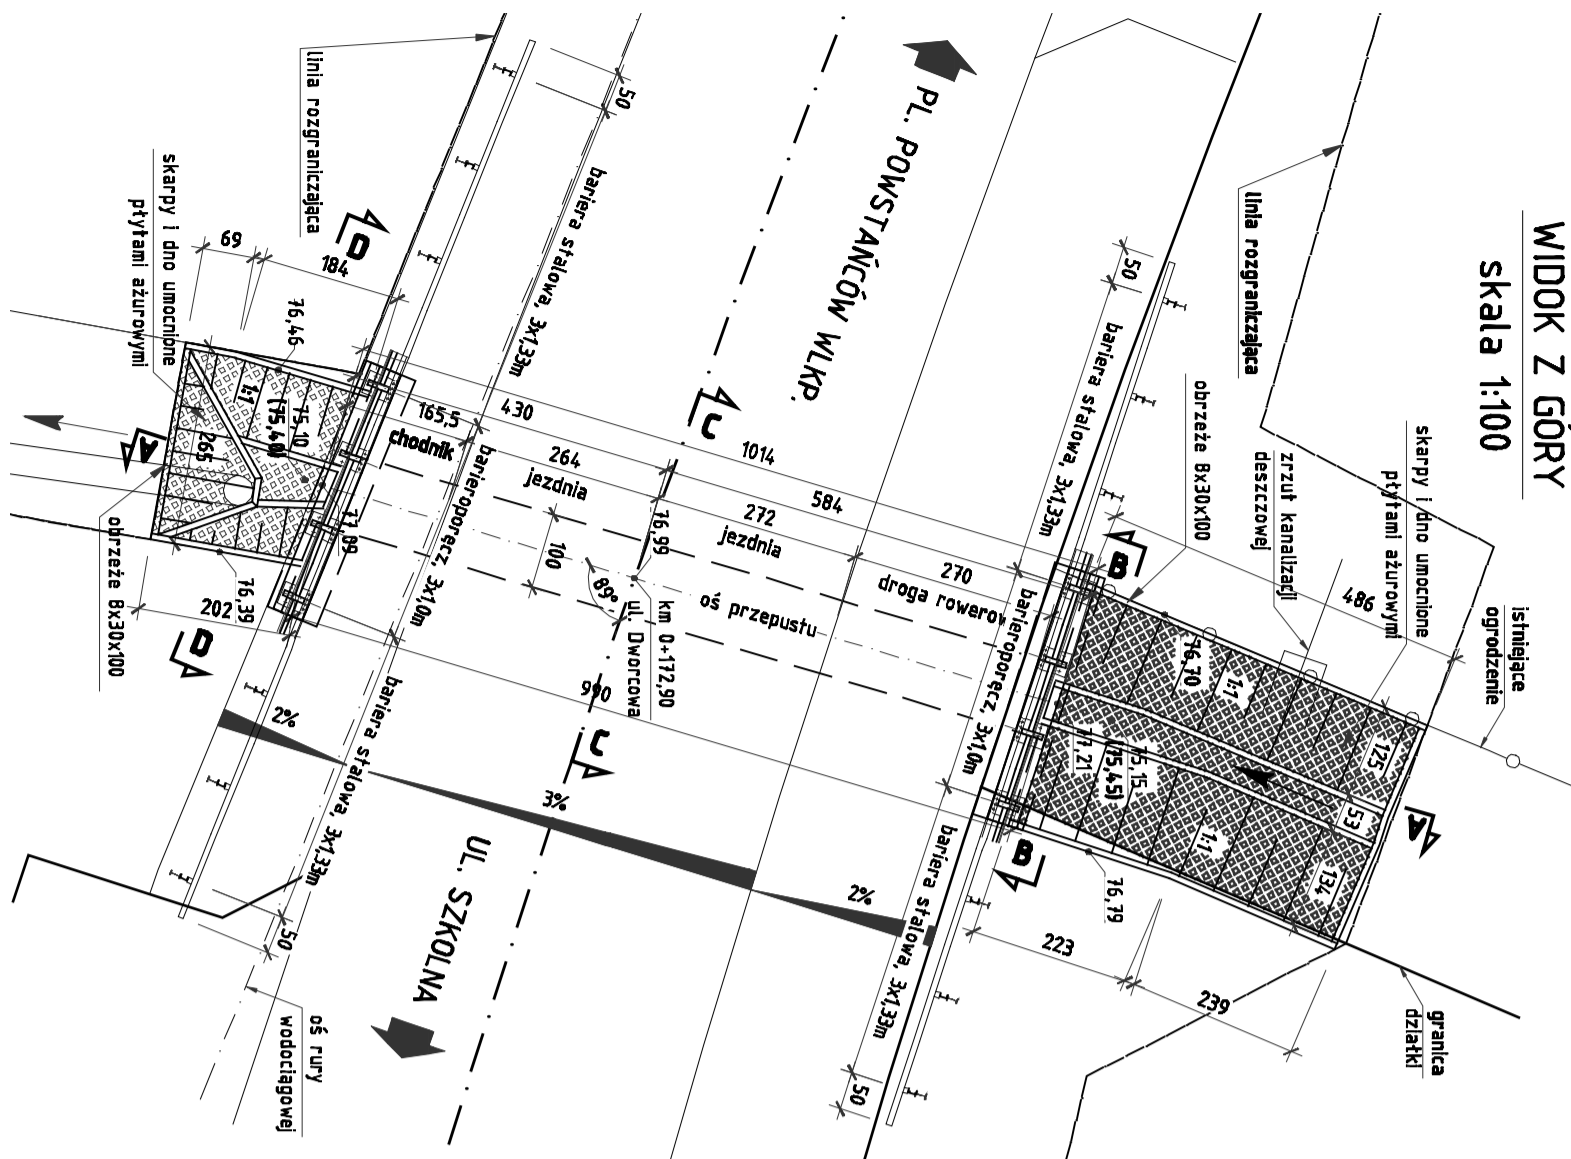 WIDOK Z GÓRY
skala 1:100
istniejące
ogrodzenie
skarpy i dno umocnione
płytami ażurowymi
zrzut kanalizacji
deszczowej
linia rozgraniczająca
obrzeże 8x30x100
486
50
bariera stalowa, 3x1,33m
B
76,70
1:1
125
53
134
A
75,15
(75,45)
77,21
1:1
76,79
B
223
239
granica
działki
barieroporęcz, 3x1,0m
bariera stalowa, 3x1,33m
50
PL. POWSTAŃCÓW WLKP.
C
1014
430
584
165,5
chodnik
264
jezdnia
272
jezdnia
270
droga rowerow
76,99
100
89°
km 0+172,90
ul. Dworcowa
oś przepustu
990
C
2%
3%
2%
UL. SZKOLNA
50
bariera stalowa, 3x1,33m
barieroporęcz, 3x1,0m
bariera stalowa, 3x1,33m
50
linia rozgraniczająca
skarpy i dno umocnione
płytami ażurowymi
69
184
D
76,46
1:1
75,10
(75,40)
265
77,09
A
obrzeże 8x30x100
76,39
202
D
oś rury
wodociągowej